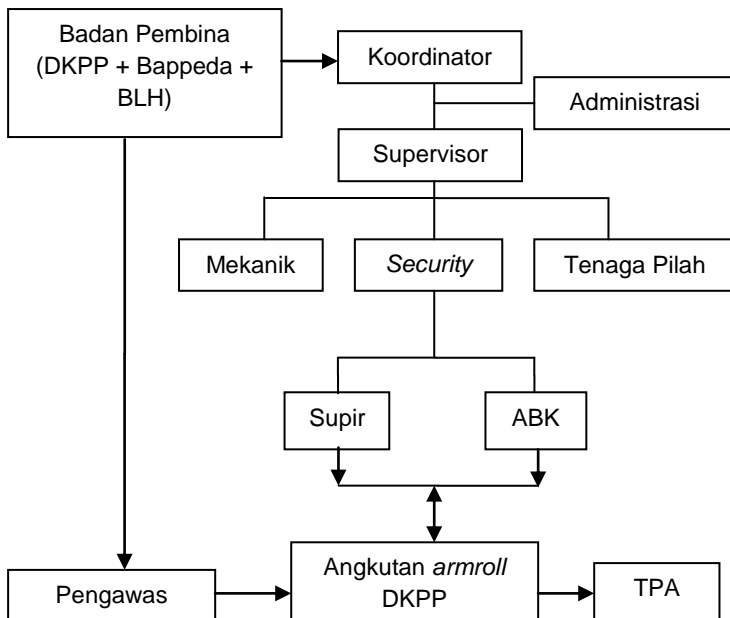 Badan Pembina
(DKPP + Bappeda +
BLH)
Koordinator
Administrasi
Supervisor
Mekanik
Security
Tenaga Pilah
Supir
ABK
Pengawas
Angkutan armroll
DKPP
TPA